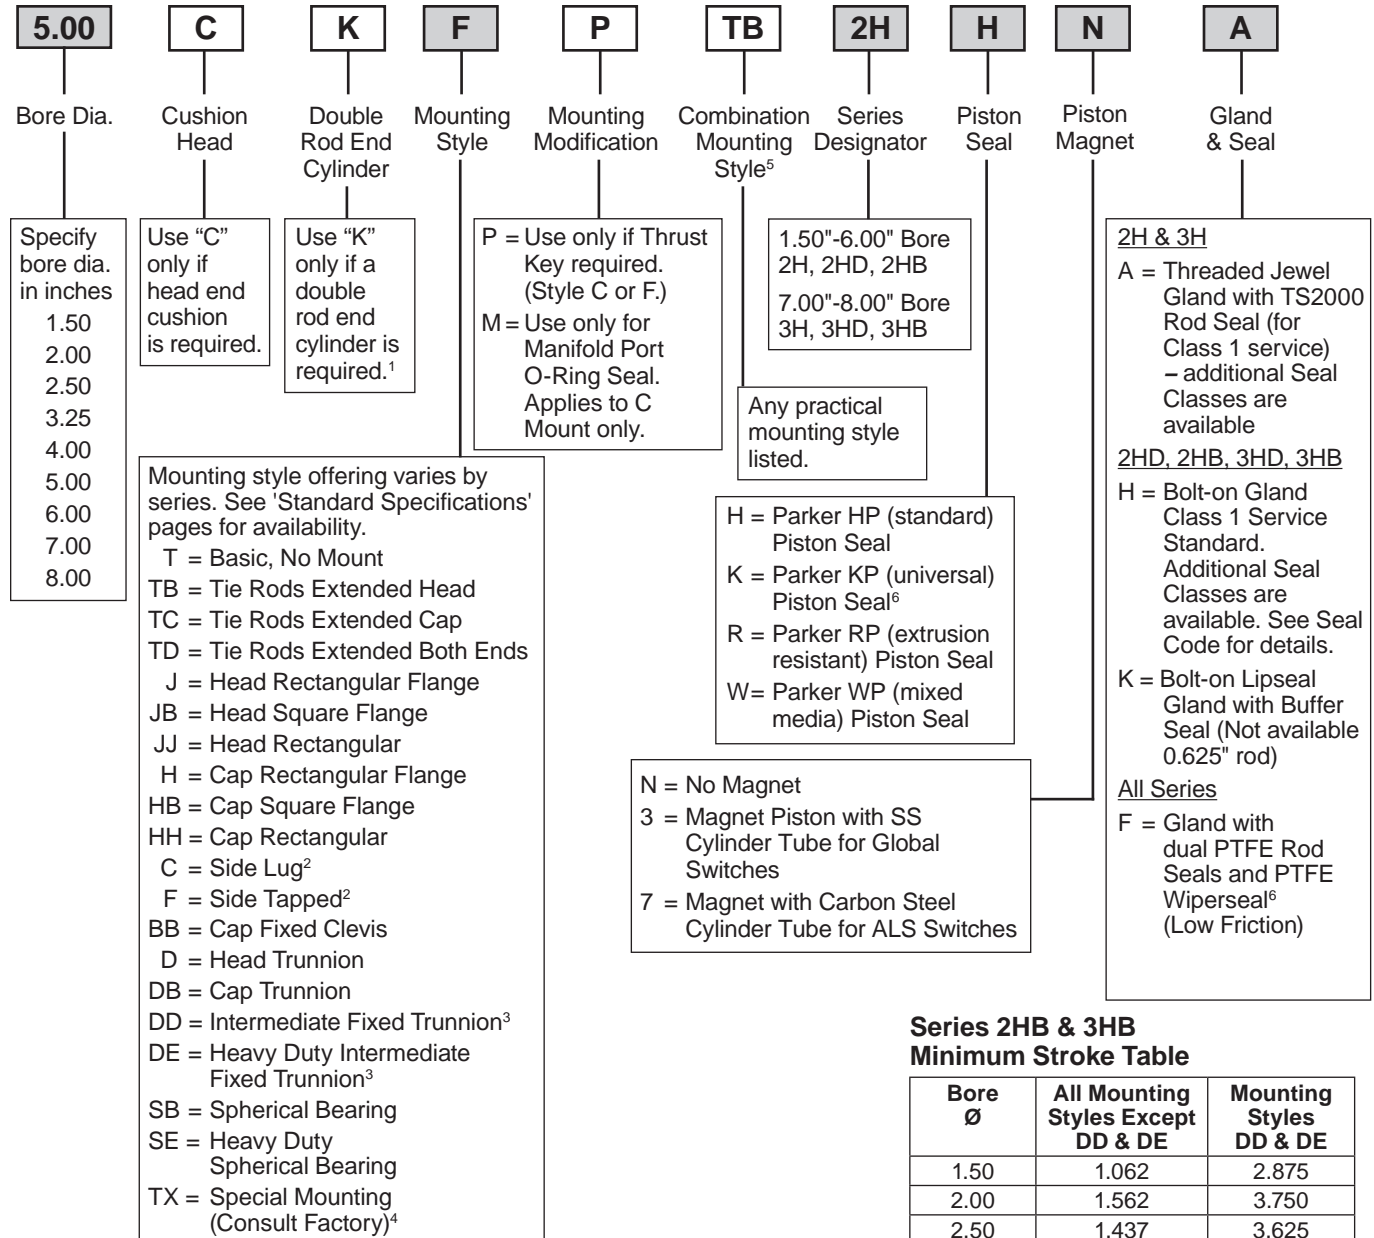 5.00 C K F P TB 2H H N A
Bore Dia.
Cushion
Head
Double
Rod End
Cylinder
Mounting
Style
Mounting
Modification
Combination
Mounting
Style5
Series
Designator
Piston
Seal
Piston
Magnet
Gland
& Seal
Specify
bore dia.
in inches
1.50
2.00
2.50
3.25
4.00
5.00
6.00
7.00
8.00
Use “C”
only if
head end
cushion
is required.
Use “K”
only if a
double
rod end
cylinder is
required.1
Mounting style offering varies by
series. See 'Standard Specifications'
pages for availability.
T = Basic, No Mount
TB = Tie Rods Extended Head
TC = Tie Rods Extended Cap
TD = Tie Rods Extended Both Ends
J = Head Rectangular Flange
JB = Head Square Flange
JJ = Head Rectangular
H = Cap Rectangular Flange
HB = Cap Square Flange
HH = Cap Rectangular
C = Side Lug2
F = Side Tapped2
BB = Cap Fixed Clevis
D = Head Trunnion
DB = Cap Trunnion
DD = Intermediate Fixed Trunnion3
DE = Heavy Duty Intermediate
Fixed Trunnion3
SB = Spherical Bearing
SE = Heavy Duty
Spherical Bearing
TX = Special Mounting
(Consult Factory)4
P = Use only if Thrust
Key required.
(Style C or F.)
M = Use only for
Manifold Port
O-Ring Seal.
Applies to C
Mount only.
Any practical
mounting style
listed.
1.50"-6.00" Bore
2H, 2HD, 2HB
7.00"-8.00" Bore
3H, 3HD, 3HB
H = Parker HP (standard)
Piston Seal
K = Parker KP (universal)
Piston Seal6
R = Parker RP (extrusion
resistant) Piston Seal
W= Parker WP (mixed
media) Piston Seal
N = No Magnet
3 = Magnet Piston with SS
Cylinder Tube for Global
Switches
7 = Magnet with Carbon Steel
Cylinder Tube for ALS Switches
2H & 3H
A = Threaded Jewel
Gland with TS2000
Rod Seal (for
Class 1 service)
– additional Seal
Classes are
available
2HD, 2HB, 3HD, 3HB
H = Bolt-on Gland
Class 1 Service
Standard.
Additional Seal
Classes are
available. See Seal
Code for details.
K = Bolt-on Lipseal
Gland with Buffer
Seal (Not available
0.625" rod)
All Series
F = Gland with
dual PTFE Rod
Seals and PTFE
Wiperseal6
(Low Friction)
Series 2HB & 3HB
Minimum Stroke Table
Bore
Ø
All Mounting
Styles Except
DD & DE
Mounting
Styles
DD & DE
1.50 1.062 2.875
2.00 1.562 3.750
2.50 1.437 3.625